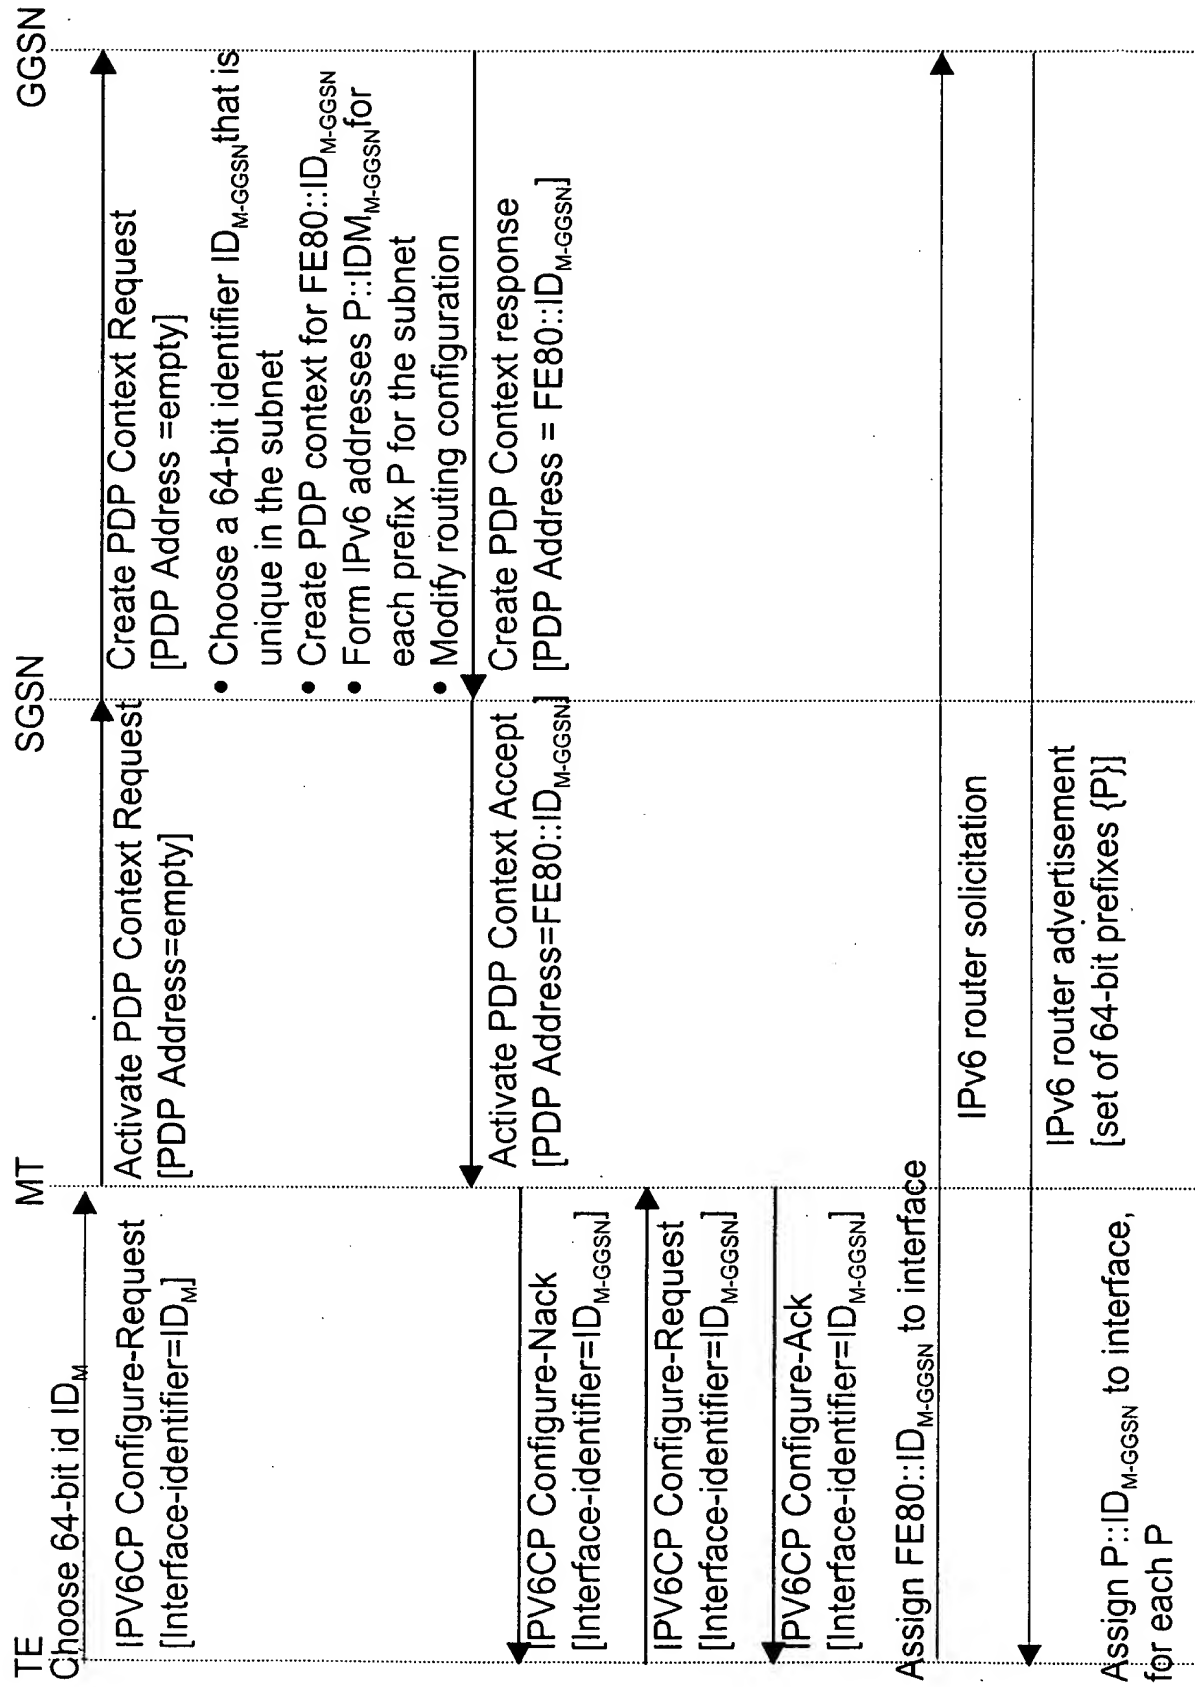 TE
MT
SGSN
GGSN
Choose 64-bit id ID_M
IPV6CP Configure-Request
[Interface-identifier=ID_M]
Activate PDP Context Request
[PDP Address=empty]
Create PDP Context Request
[PDP Address =empty]
• Choose a 64-bit identifier ID_M-GGSN that is
unique in the subnet
• Create PDP context for FE80::ID_M-GGSN
• Form IPv6 addresses P::IDM_M-GGSN for
each prefix P for the subnet
• Modify routing configuration
Create PDP Context response
[PDP Address = FE80::ID_M-GGSN]
Activate PDP Context Accept
[PDP Address=FE80::ID_M-GGSN]
IPV6CP Configure-Nack
[Interface-identifier=ID_M-GGSN]
IPV6CP Configure-Request
[Interface-identifier=ID_M-GGSN]
IPV6CP Configure-Ack
[Interface-identifier=ID_M-GGSN]
Assign FE80::ID_M-GGSN to interface
IPv6 router solicitation
IPv6 router advertisement
[set of 64-bit prefixes {P}]
Assign P::ID_M-GGSN to interface,
for each P